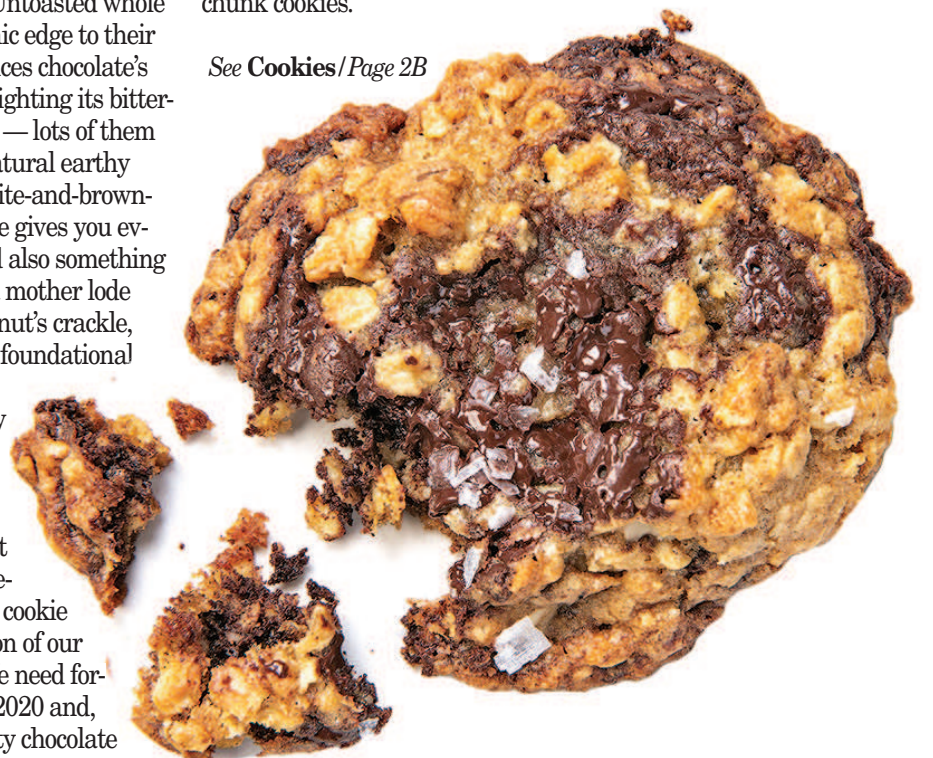 Untoasted whole
nic edge to their
ces chocolate's
ighting its bitter-
— lots of them
atural earthy
ite-and-brown-
e gives you ev-
l also something
mother lode
nut's crackle,
foundational
y
t
e-
cookie
on of our
e need for-
2020 and,
ty chocolate
chunk cookies.
See Cookies/Page 2B